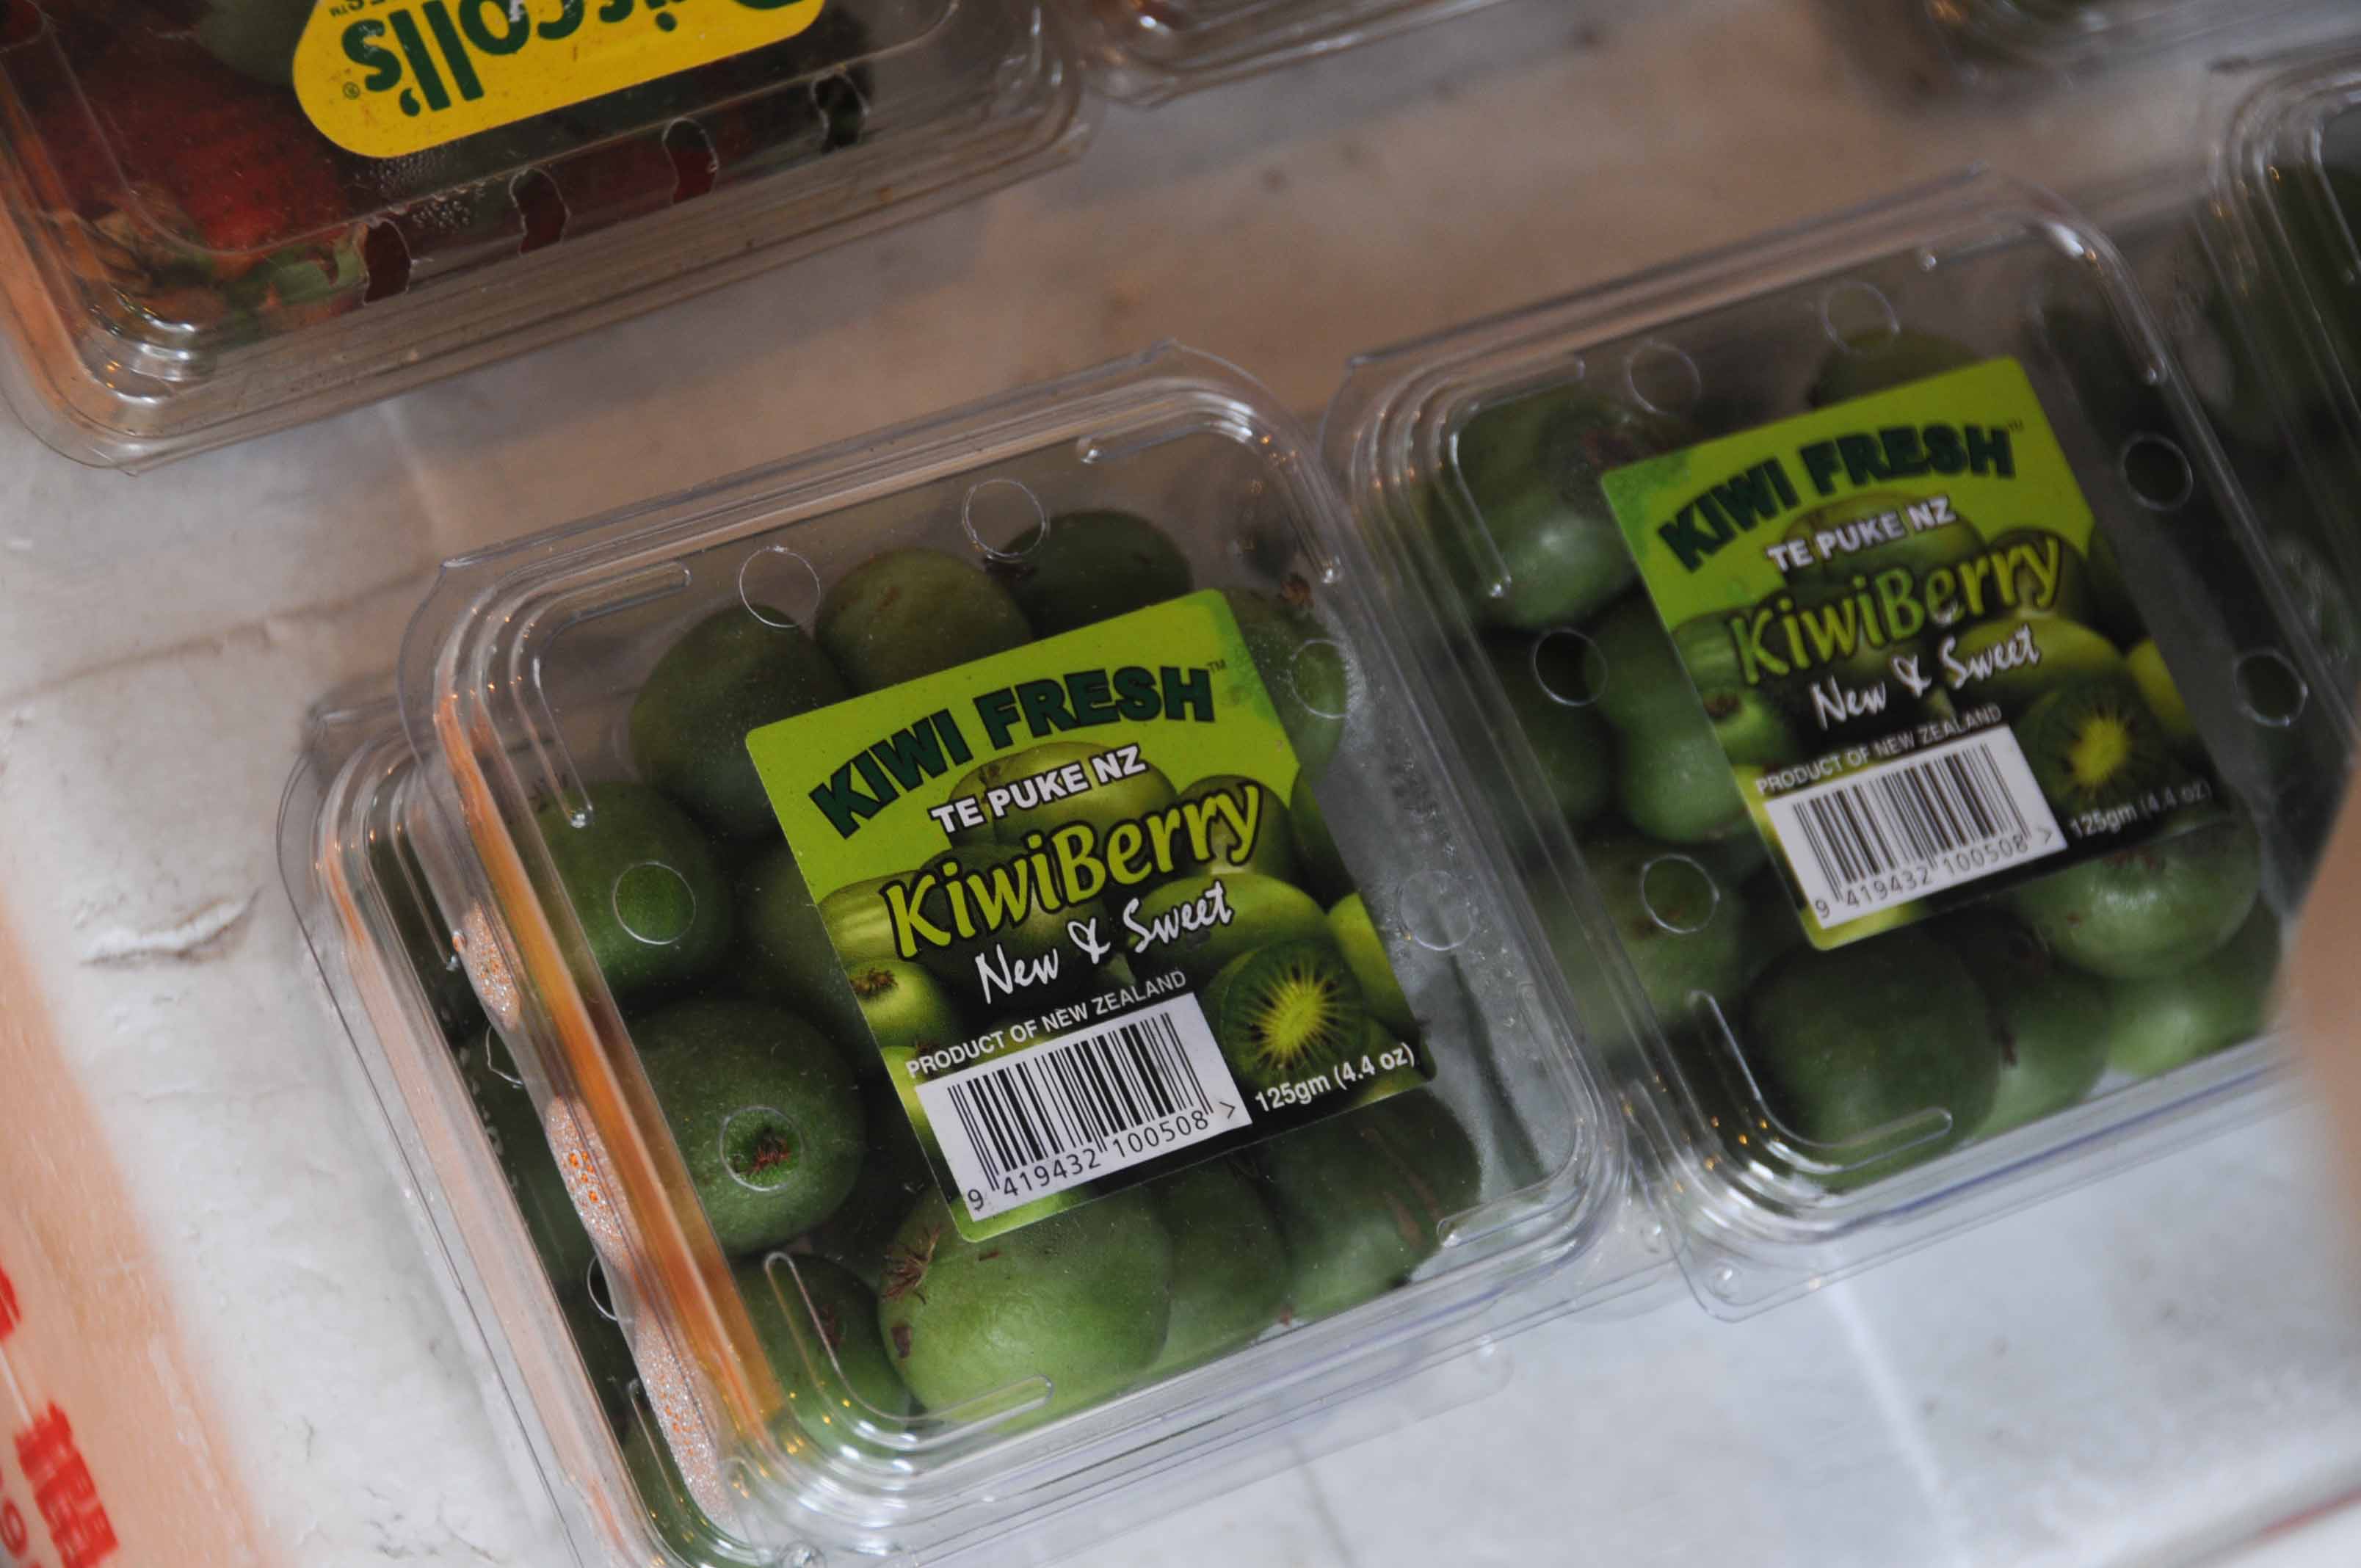 Driscoll's®
KIWI FRESH™
TE PUKE NZ
KiwiBerry
New & Sweet
PRODUCT OF NEW ZEALAND
9 419432 100508 >
125gm (4.4 oz)
KIWI FRESH™
TE PUKE NZ
KiwiBerry
New & Sweet
PRODUCT OF NEW ZEALAND
9 419432 100508 >
125gm (4.4 oz)